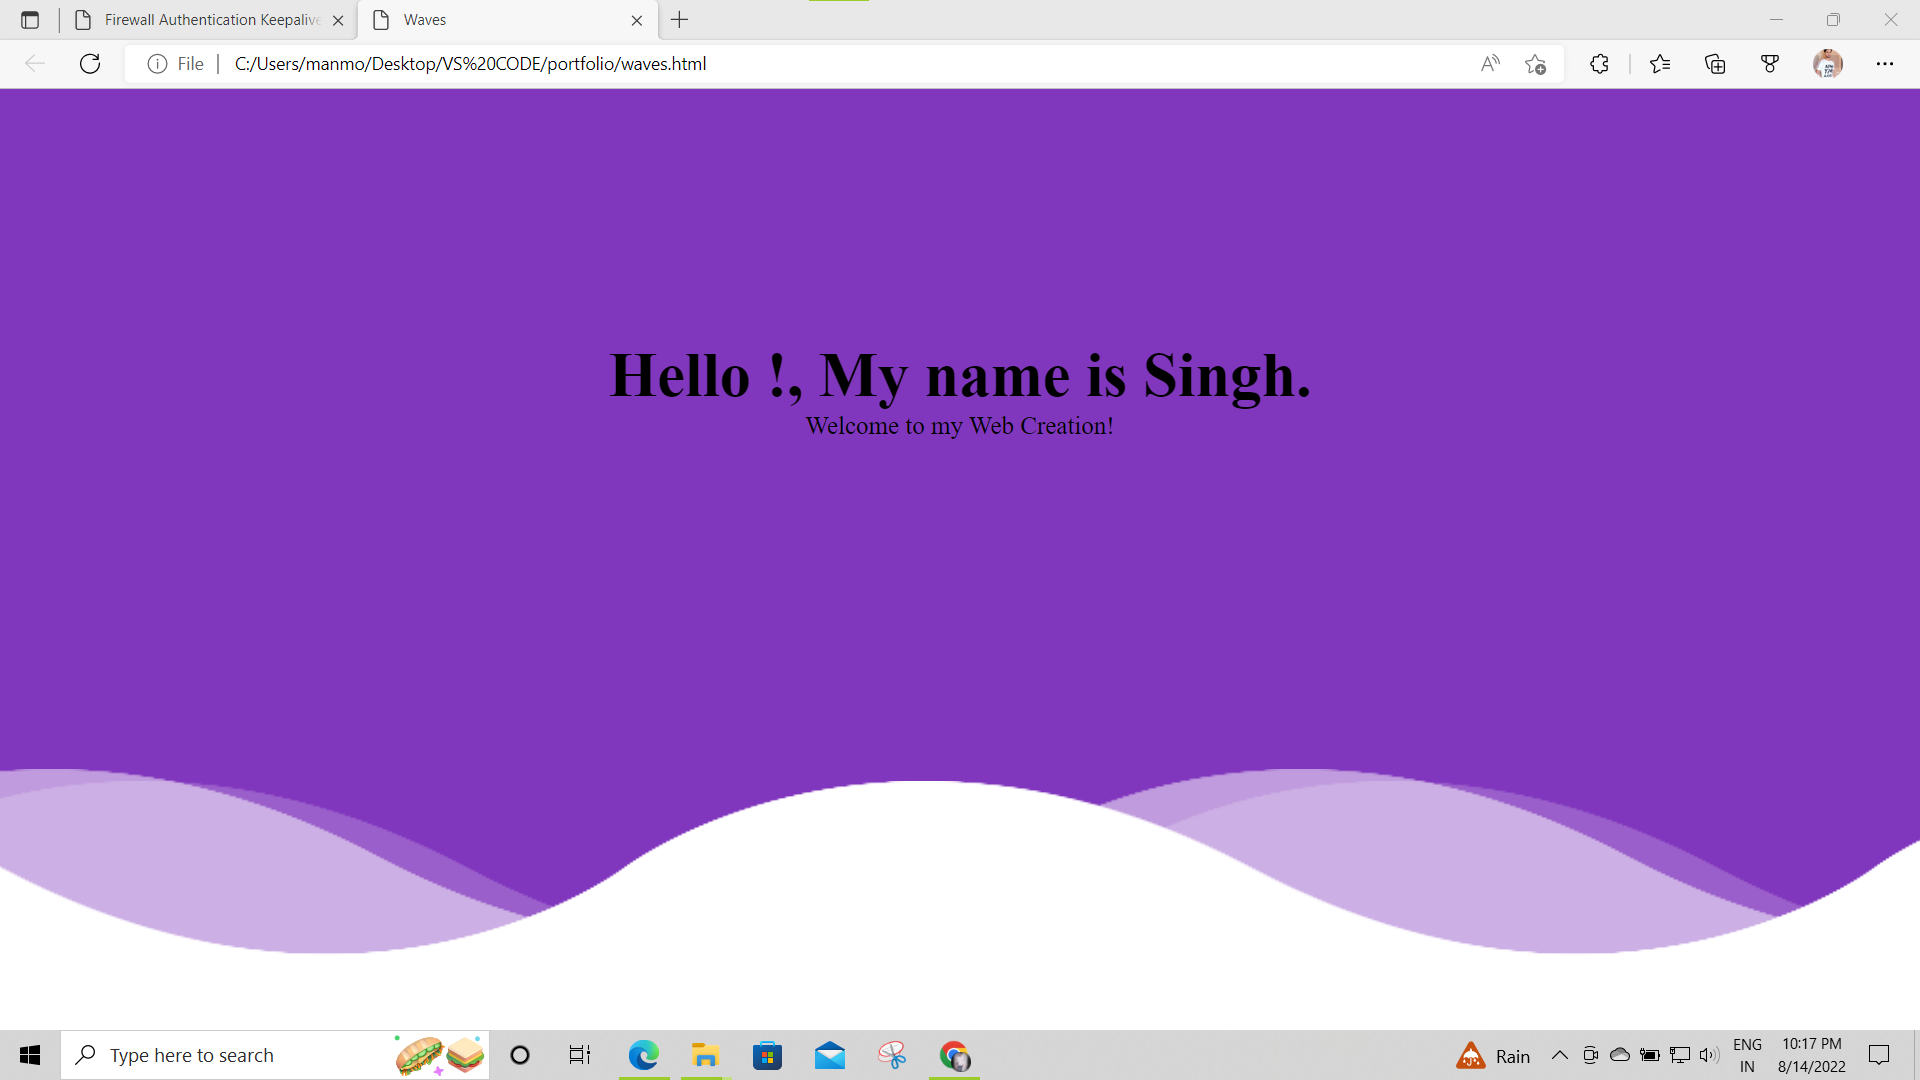 Firewall Authentication Keepalive
Waves
File
C:/Users/manmo/Desktop/VS%20CODE/portfolio/waves.html
Hello !, My name is Singh.
Welcome to my Web Creation!
Type here to search
Rain
ENG
IN
10:17 PM
8/14/2022